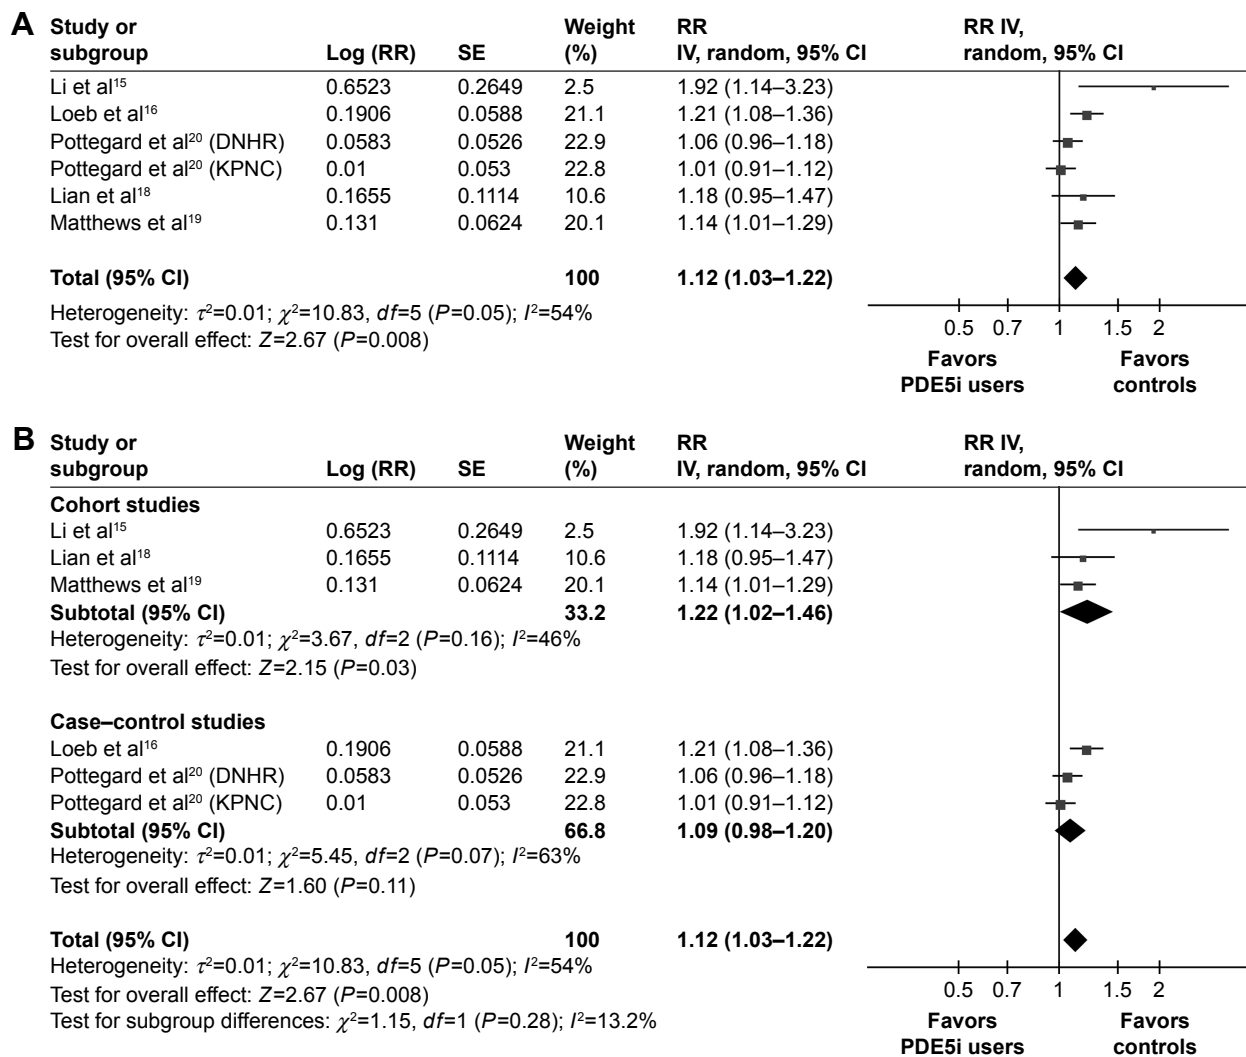 A Study or subgroup Log (RR) SE Weight (%) RR IV, random, 95% CI RR IV, random, 95% CI
Li et al15 0.6523 0.2649 2.5 1.92 (1.14–3.23)
Loeb et al16 0.1906 0.0588 21.1 1.21 (1.08–1.36)
Pottegard et al20 (DNHR) 0.0583 0.0526 22.9 1.06 (0.96–1.18)
Pottegard et al20 (KPNC) 0.01 0.053 22.8 1.01 (0.91–1.12)
Lian et al18 0.1655 0.1114 10.6 1.18 (0.95–1.47)
Matthews et al19 0.131 0.0624 20.1 1.14 (1.01–1.29)
Total (95% CI) 100 1.12 (1.03–1.22)
Heterogeneity: τ2=0.01; χ2=10.83, df=5 (P=0.05); I2=54%
Test for overall effect: Z=2.67 (P=0.008)
0.5 0.7 1 1.5 2
Favors PDE5i users Favors controls
B Study or subgroup Log (RR) SE Weight (%) RR IV, random, 95% CI RR IV, random, 95% CI
Cohort studies
Li et al15 0.6523 0.2649 2.5 1.92 (1.14–3.23)
Lian et al18 0.1655 0.1114 10.6 1.18 (0.95–1.47)
Matthews et al19 0.131 0.0624 20.1 1.14 (1.01–1.29)
Subtotal (95% CI) 33.2 1.22 (1.02–1.46)
Heterogeneity: τ2=0.01; χ2=3.67, df=2 (P=0.16); I2=46%
Test for overall effect: Z=2.15 (P=0.03)
Case–control studies
Loeb et al16 0.1906 0.0588 21.1 1.21 (1.08–1.36)
Pottegard et al20 (DNHR) 0.0583 0.0526 22.9 1.06 (0.96–1.18)
Pottegard et al20 (KPNC) 0.01 0.053 22.8 1.01 (0.91–1.12)
Subtotal (95% CI) 66.8 1.09 (0.98–1.20)
Heterogeneity: τ2=0.01; χ2=5.45, df=2 (P=0.07); I2=63%
Test for overall effect: Z=1.60 (P=0.11)
Total (95% CI) 100 1.12 (1.03–1.22)
Heterogeneity: τ2=0.01; χ2=10.83, df=5 (P=0.05); I2=54%
Test for overall effect: Z=2.67 (P=0.008)
Test for subgroup differences: χ2=1.15, df=1 (P=0.28); I2=13.2%
0.5 0.7 1 1.5 2
Favors PDE5i users Favors controls